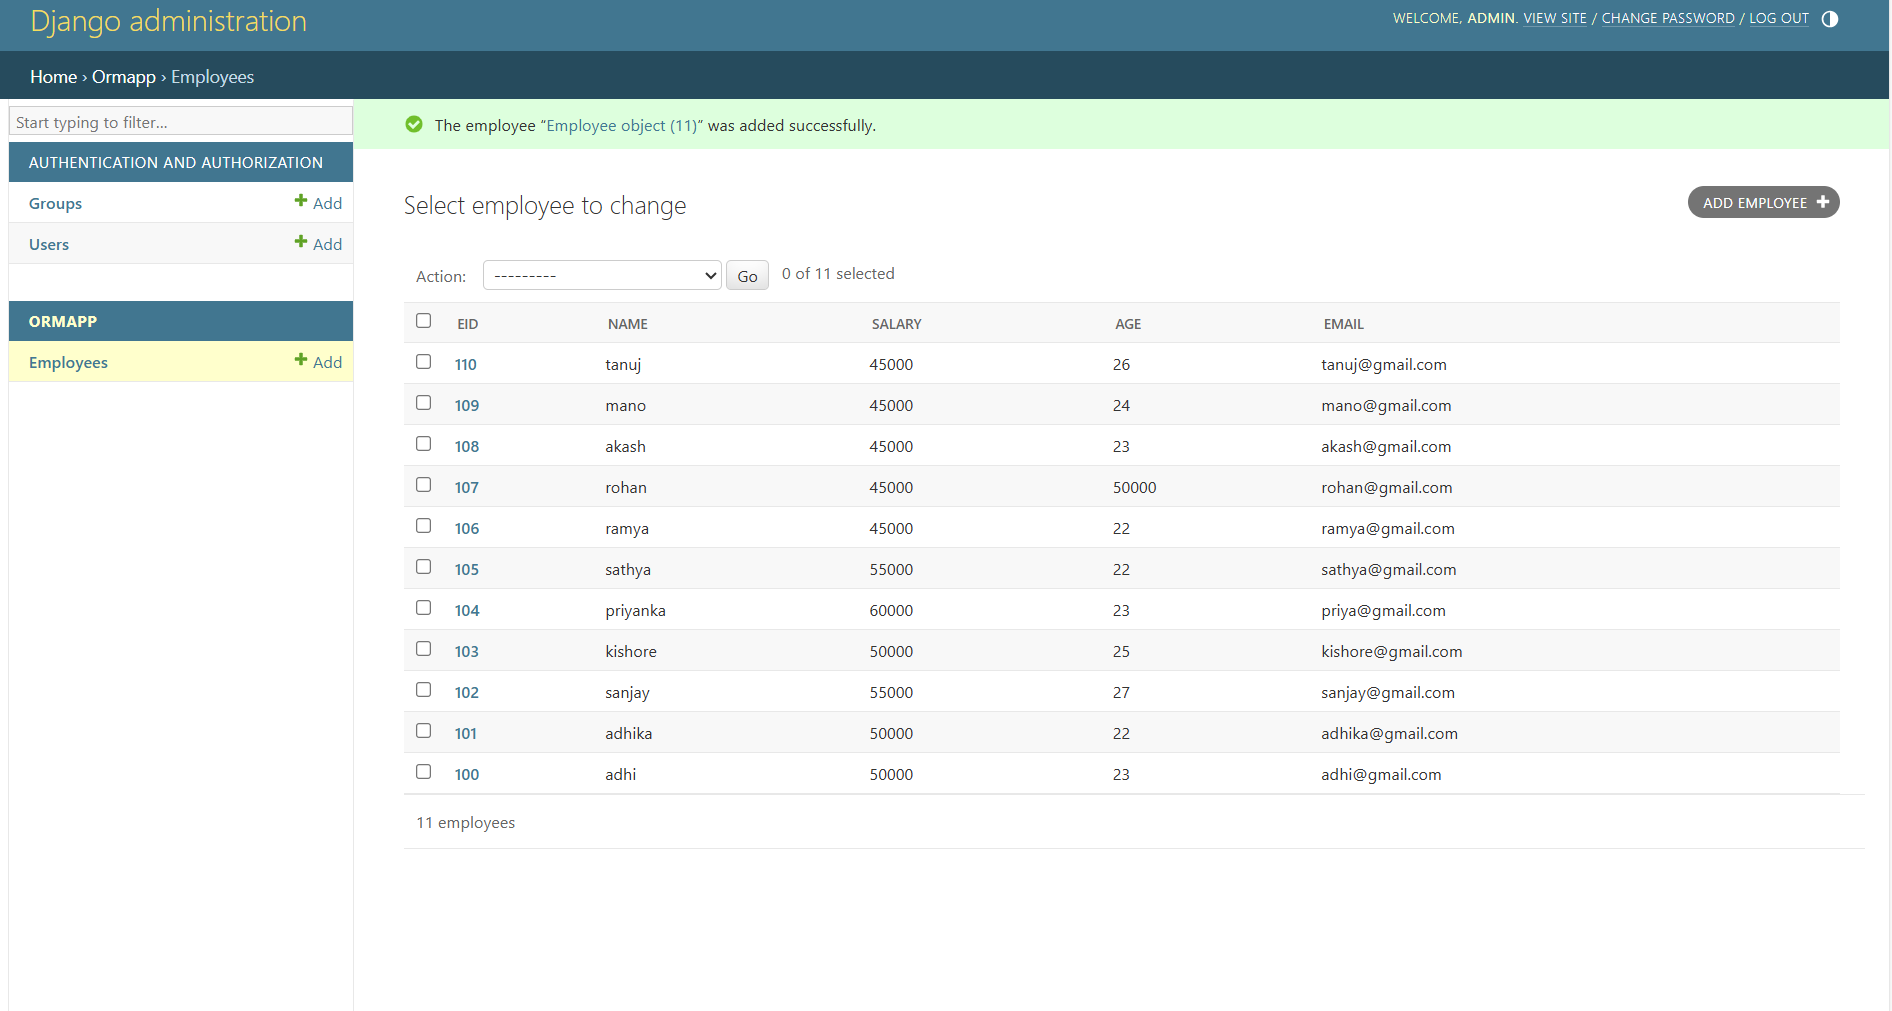 Django administration
WELCOME, ADMIN. VIEW SITE / CHANGE PASSWORD / LOG OUT
Home › Ormapp › Employees
Start typing to filter...
AUTHENTICATION AND AUTHORIZATION
Groups Add
Users Add
ORMAPP
Employees Add
The employee “Employee object (11)” was added successfully.
Select employee to change
ADD EMPLOYEE
Action: --------- Go 0 of 11 selected
EID NAME SALARY AGE EMAIL
110 tanuj 45000 26 tanuj@gmail.com
109 mano 45000 24 mano@gmail.com
108 akash 45000 23 akash@gmail.com
107 rohan 45000 50000 rohan@gmail.com
106 ramya 45000 22 ramya@gmail.com
105 sathya 55000 22 sathya@gmail.com
104 priyanka 60000 23 priya@gmail.com
103 kishore 50000 25 kishore@gmail.com
102 sanjay 55000 27 sanjay@gmail.com
101 adhika 50000 22 adhika@gmail.com
100 adhi 50000 23 adhi@gmail.com
11 employees